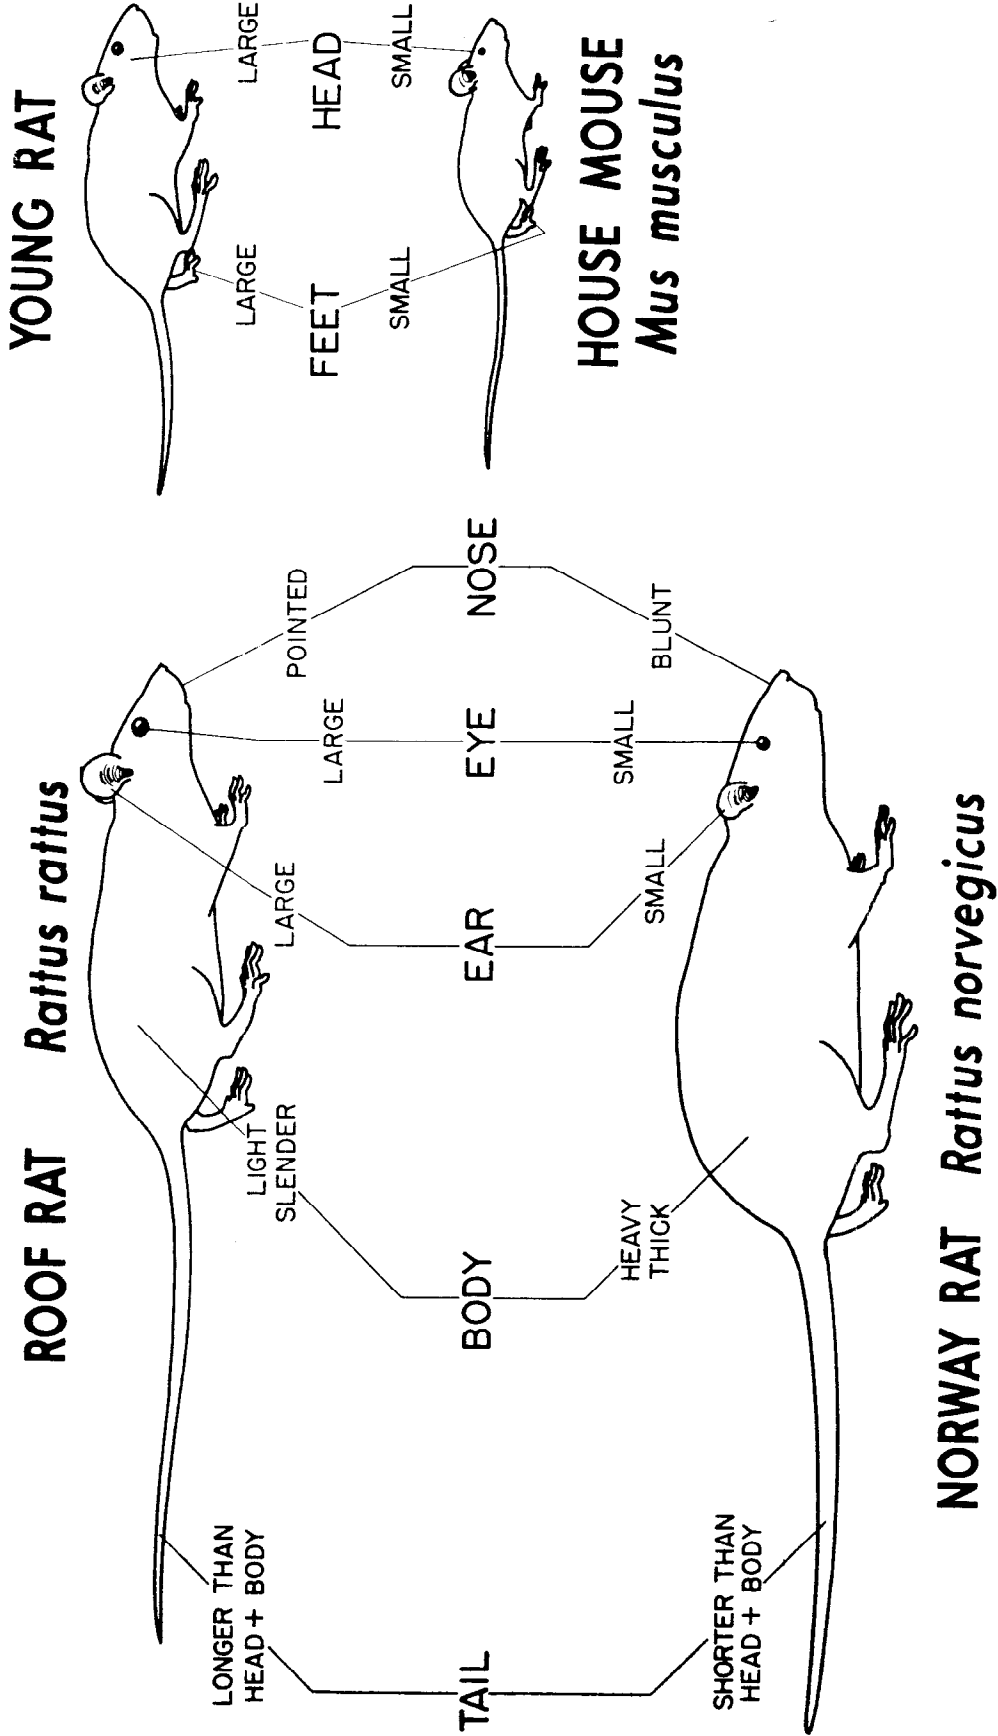 ROOF RAT Rattus rattus
LONGER THAN
HEAD + BODY
LIGHT
SLENDER
LARGE
LARGE
POINTED
TAIL
BODY
EAR
EYE
NOSE
SHORTER THAN
HEAD + BODY
HEAVY
THICK
SMALL
SMALL
BLUNT
NORWAY RAT Rattus norvegicus
YOUNG RAT
LARGE
LARGE
FEET
HEAD
SMALL
SMALL
HOUSE MOUSE
Mus musculus